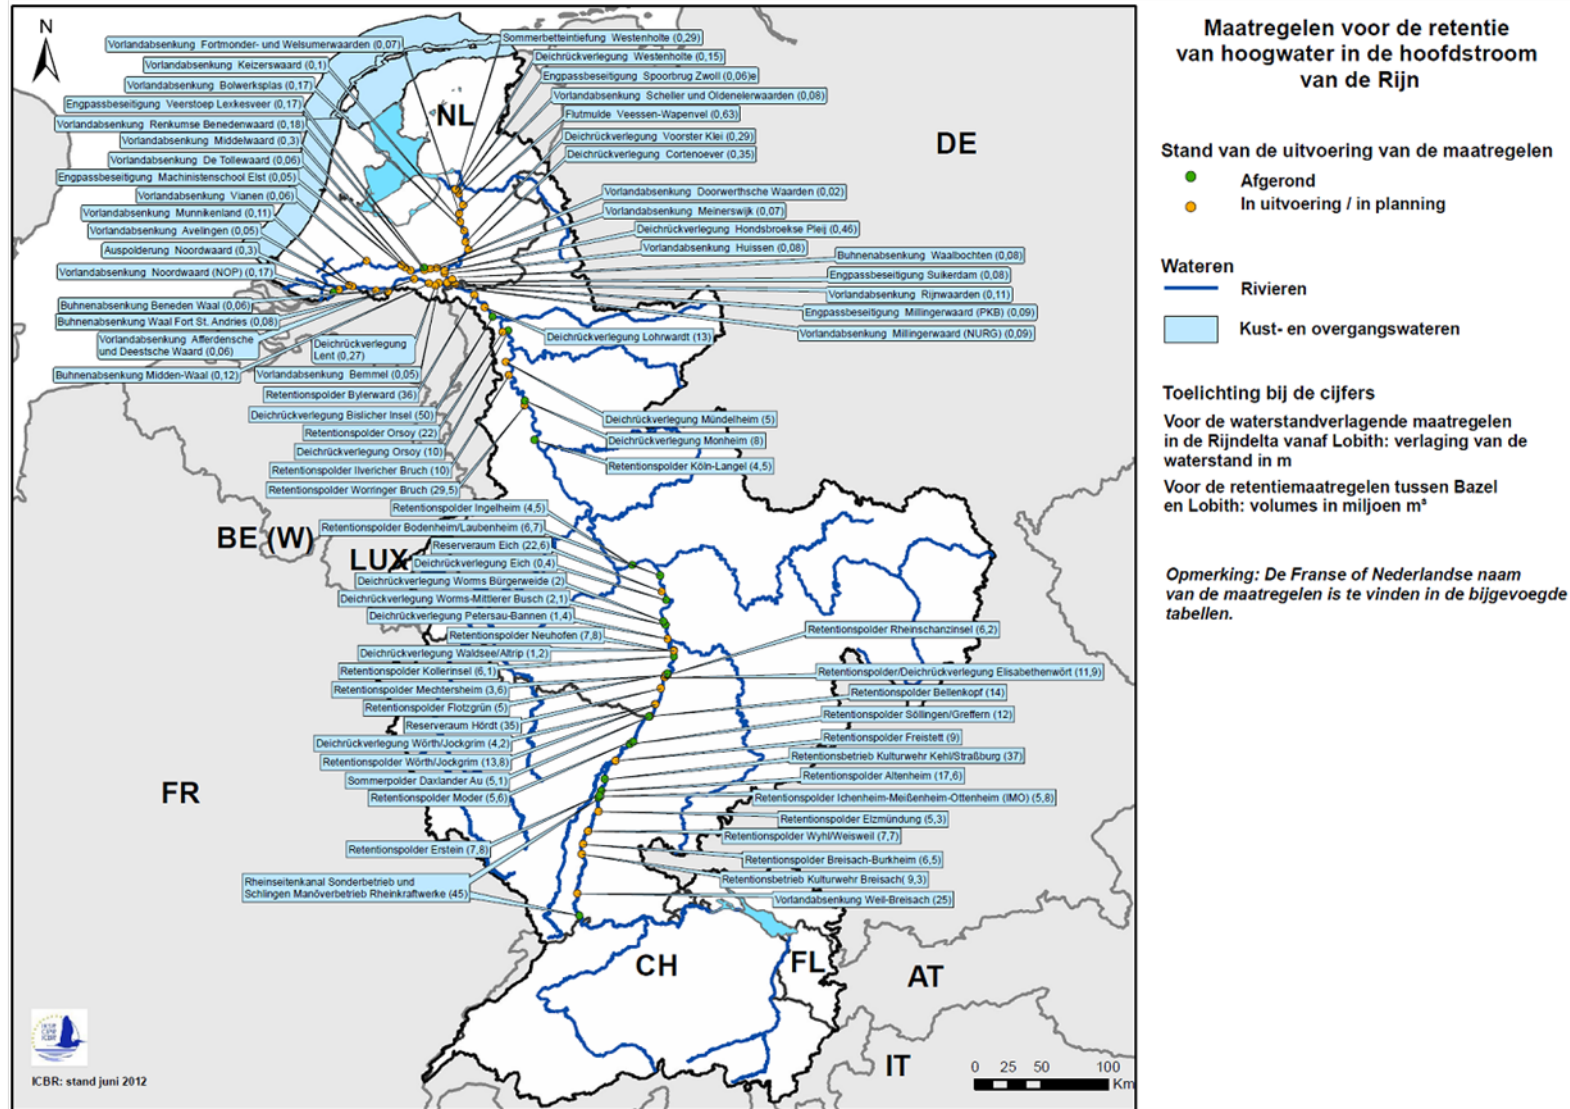 Maatregelen voor de retentie
van hoogwater in de hoofdstroom
van de Rijn
Stand van de uitvoering van de maatregelen
Afgerond
In uitvoering / in planning
Wateren
Rivieren
Kust- en overgangswateren
Toelichting bij de cijfers
Voor de waterstandverlagende maatregelen
in de Rijndelta vanaf Lobith: verlaging van de
waterstand in m
Voor de retentiemaatregelen tussen Bazel
en Lobith: volumes in miljoen m³
Opmerking: De Franse of Nederlandse naam
van de maatregelen is te vinden in de bijgevoegde
tabellen.
N
NL
DE
BE (W)
LUX
FR
CH
FL
AT
IT
Vorlandabsenkung Fortmonder- und Welsumerwaarden (0,07)
Vorlandabsenkung Keizerswaard (0,1)
Vorlandabsenkung Bolwerksplas (0,17)
Engpassbeseitigung Veerstoep Lexkesveer (0,17)
Vorlandabsenkung Renkumse Benedenwaard (0,18)
Vorlandabsenkung Middelwaard (0,3)
Vorlandabsenkung De Tollewaard (0,06)
Engpassbeseitigung Machinistenschool Elst (0,05)
Vorlandabsenkung Vianen (0,06)
Vorlandabsenkung Munnikenland (0,11)
Vorlandabsenkung Avelingen (0,05)
Auspolderung Noordwaard (0,3)
Vorlandabsenkung Noordwaard (NOP) (0,17)
Buhnenabsenkung Beneden Waal (0,06)
Buhnenabsenkung Waal Fort St. Andries (0,08)
Vorlandabsenkung Afferdensche
und Deestsche Waard (0,06)
Buhnenabsenkung Midden-Waal (0,12)
Deichrückverlegung
Lent (0,27)
Vorlandabsenkung Bemmel (0,05)
Retentionspolder Bylerward (36)
Deichrückverlegung Bislicher Insel (50)
Retentionspolder Orsoy (22)
Deichrückverlegung Orsoy (10)
Retentionspolder Ilvericher Bruch (10)
Retentionspolder Worringer Bruch (29,5)
Retentionspolder Ingelheim (4,5)
Retentionspolder Bodenheim/Laubenheim (6,7)
Reserveraum Eich (22,6)
Deichrückverlegung Eich (0,4)
Deichrückverlegung Worms Bürgerweide (2)
Deichrückverlegung Worms-Mittlerer Busch (2,1)
Deichrückverlegung Petersau-Bannen (1,4)
Retentionspolder Neuhofen (7,8)
Deichrückverlegung Waldsee/Altrip (1,2)
Retentionspolder Kollerinsel (6,1)
Retentionspolder Mechtersheim (3,6)
Retentionspolder Flotzgrün (5)
Reserveraum Hördt (35)
Deichrückverlegung Wörth/Jockgrim (4,2)
Retentionspolder Wörth/Jockgrim (13,8)
Sommerpolder Daxlander Au (5,1)
Retentionspolder Moder (5,6)
Retentionspolder Erstein (7,8)
Rheinseitenkanal Sonderbetrieb und
Schlingen Manöverbetrieb Rheinkraftwerke (45)
Sommerbetteintiefung Westenholte (0,29)
Deichrückverlegung Westenholte (0,15)
Engpassbeseitigung Spoorbrug Zwoll (0,06)e
Vorlandabsenkung Scheller und Oldenelerwaarden (0,08)
Flutmulde Veessen-Wapenvel (0,63)
Deichrückverlegung Voorster Klei (0,29)
Deichrückverlegung Cortenoever (0,35)
Vorlandabsenkung Doorwerthsche Waarden (0,02)
Vorlandabsenkung Meinerswijk (0,07)
Deichrückverlegung Hondsbroekse Pleij (0,46)
Vorlandabsenkung Huissen (0,08)
Buhnenabsenkung Waalbochten (0,08)
Engpassbeseitigung Suikerdam (0,08)
Vorlandabsenkung Rijnwaarden (0,11)
Engpassbeseitigung Millingerwaard (PKB) (0,09)
Vorlandabsenkung Millingerwaard (NURG) (0,09)
Deichrückverlegung Lohrwardt (13)
Deichrückverlegung Mündelheim (5)
Deichrückverlegung Monheim (8)
Retentionspolder Köln-Langel (4,5)
Retentionspolder Rheinschanzinsel (6,2)
Retentionspolder/Deichrückverlegung Elisabethenwört (11,9)
Retentionspolder Bellenkopf (14)
Retentionspolder Söllingen/Greffern (12)
Retentionspolder Freistett (9)
Retentionsbetrieb Kulturwehr Kehl/Straßburg (37)
Retentionspolder Altenheim (17,6)
Retentionspolder Ichenheim-Meißenheim-Ottenheim (IMO) (5,8)
Retentionspolder Elzmündung (5,3)
Retentionspolder Wyhl/Weisweil (7,7)
Retentionspolder Breisach-Burkheim (6,5)
Retentionsbetrieb Kulturwehr Breisach( 9,3)
Vorlandabsenkung Weil-Breisach (25)
ICBR: stand juni 2012
0 25 50 100
Km